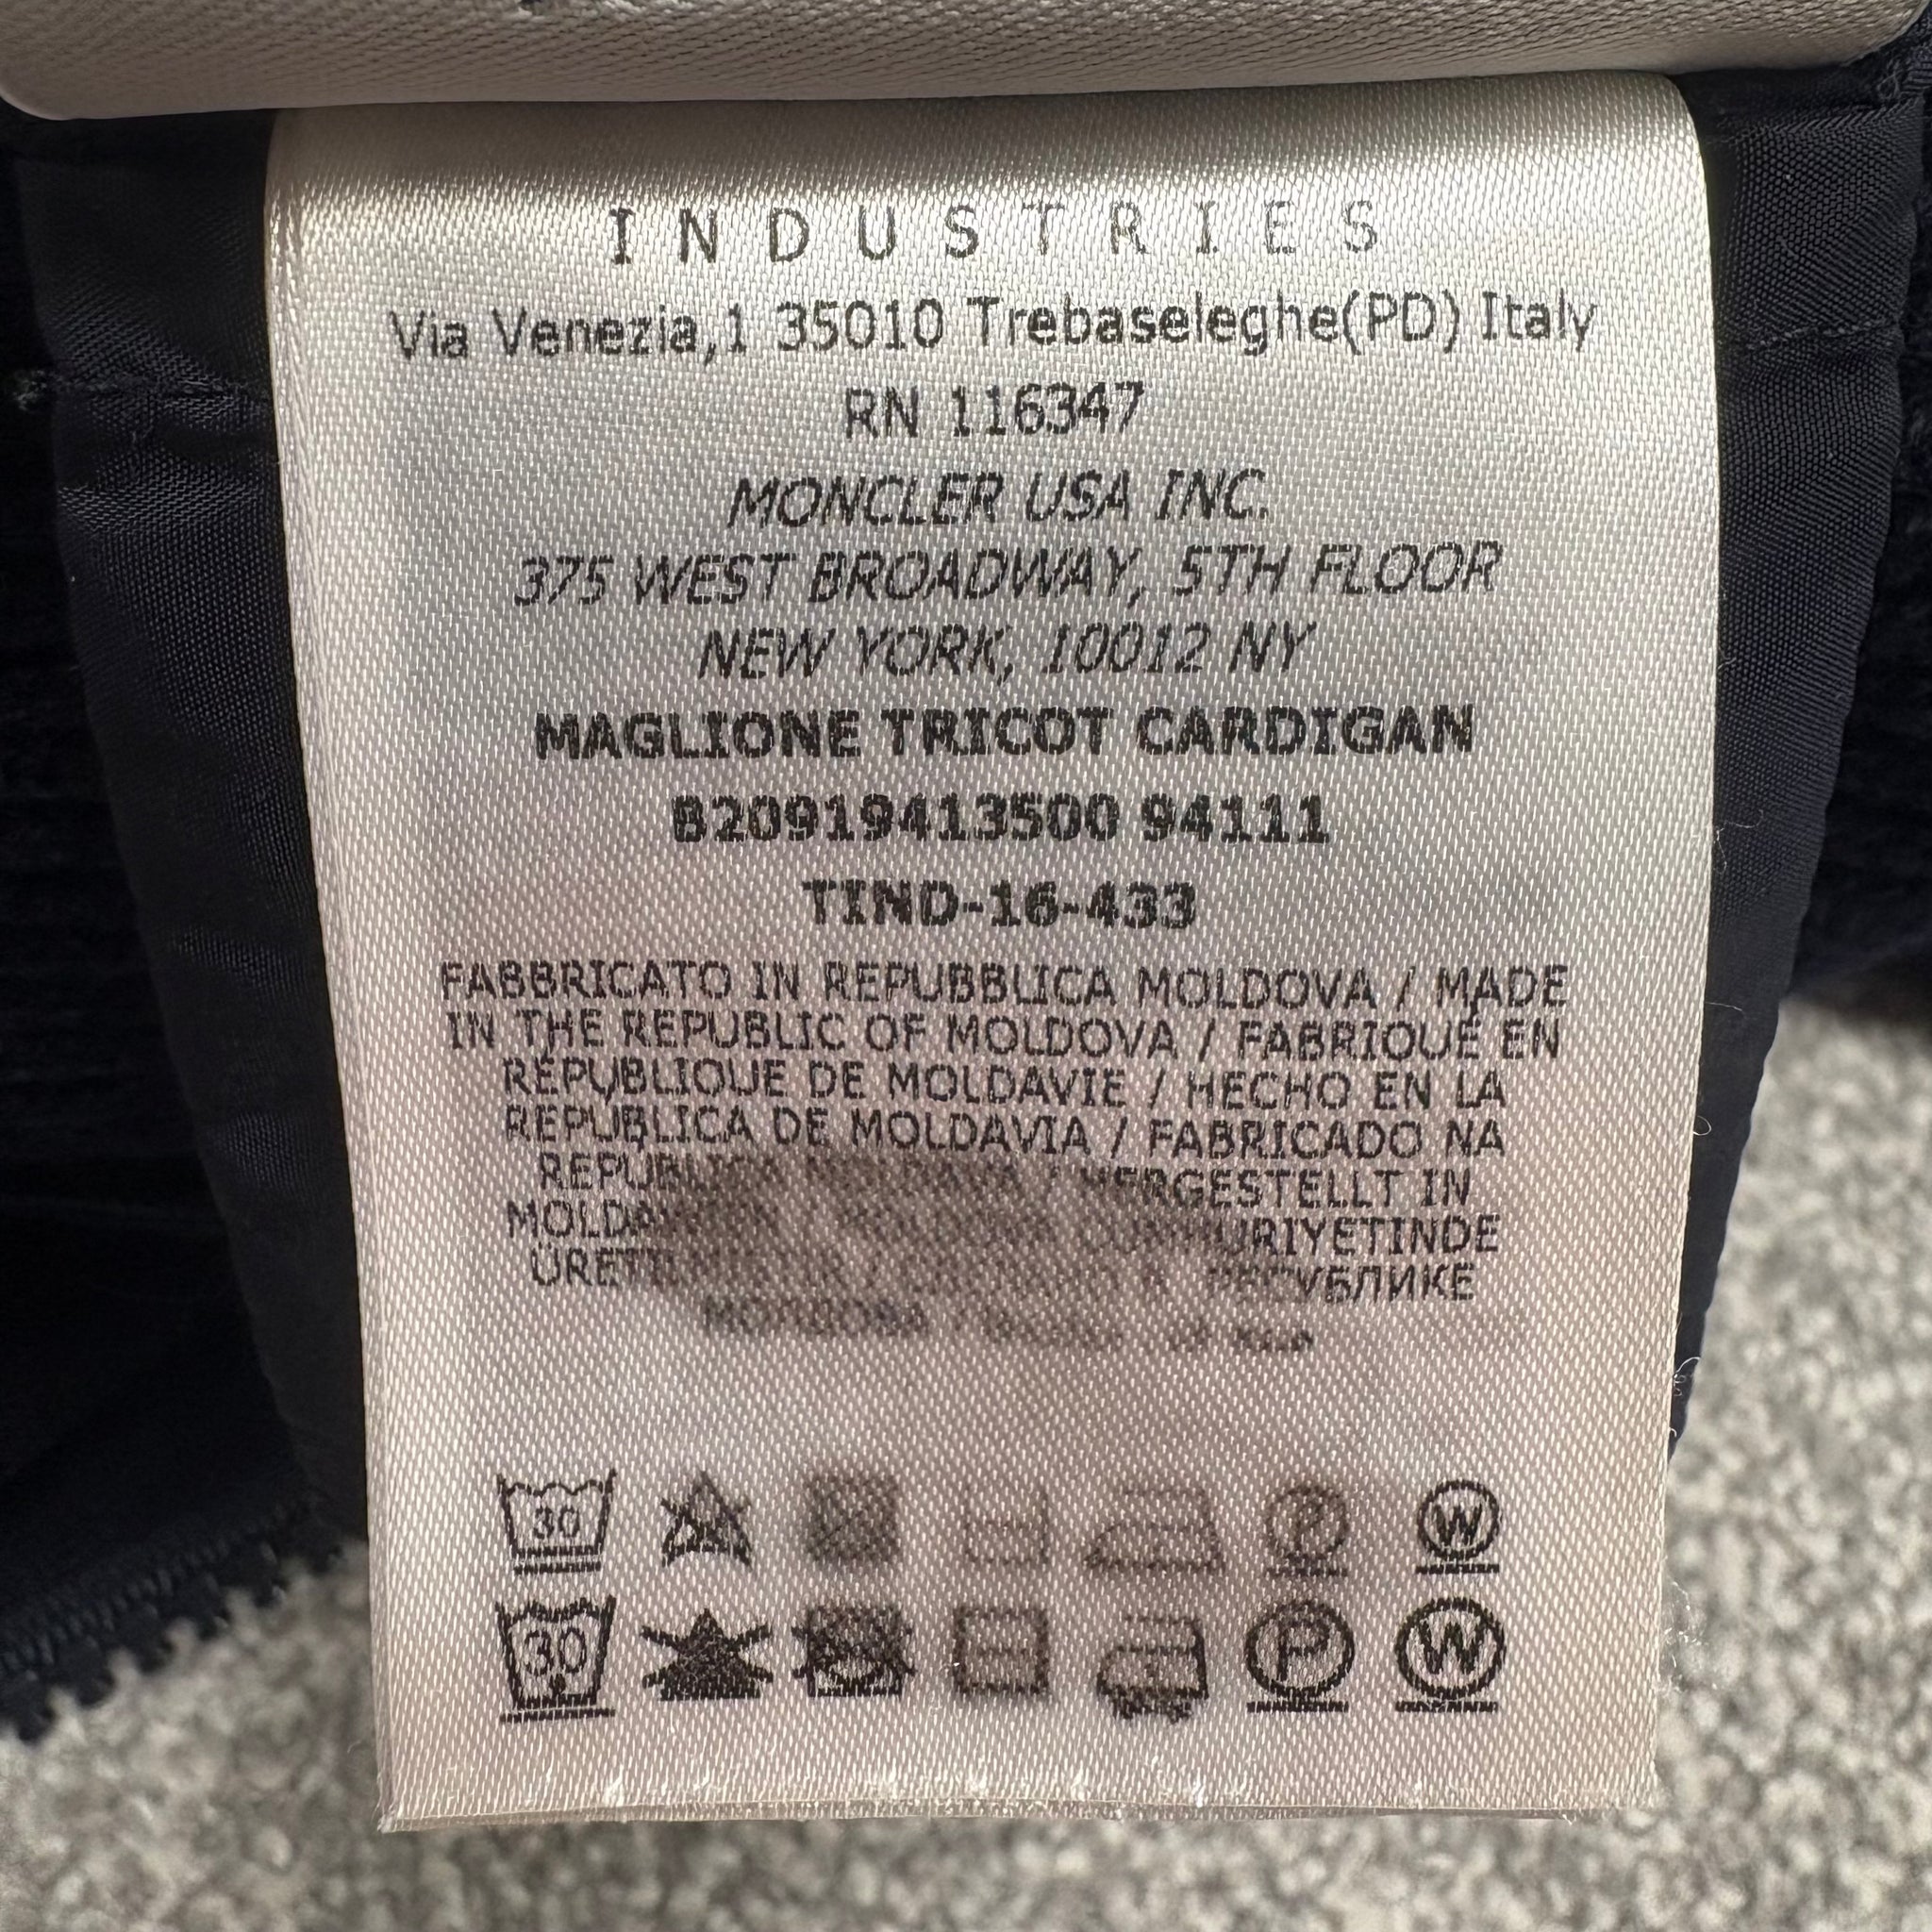 INDUSTRIES
Via Venezia,1 35010 Trebaseleghe(PD) Italy
RN 116347
MONCLER USA INC.
375 WEST BROADWAY, 5TH FLOOR
NEW YORK, 10012 NY
MAGLIONE TRICOT CARDIGAN
B20919413500 94111
TIND-16-433
FABBRICATO IN REPUBBLICA MOLDOVA / MADE
IN THE REPUBLIC OF MOLDOVA / FABRIQUÉ EN
RÉPUBLIQUE DE MOLDAVIE / HECHO EN LA
REPÚBLICA DE MOLDAVIA / FABRICADO NA
/ HERGESTELLT IN
РЕСПУБЛИКЕ
30
P
W
30
P
W